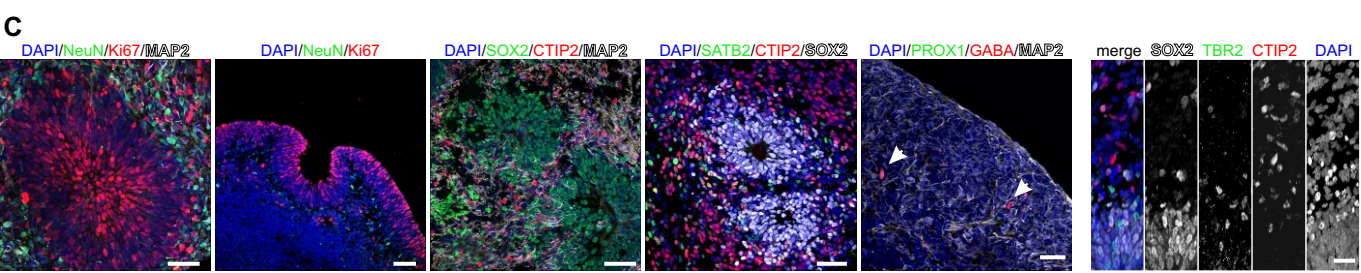 C
DAPI/NeuN/Ki67/MAP2
DAPI/NeuN/Ki67
DAPI/SOX2/CTIP2/MAP2
DAPI/SATB2/CTIP2/SOX2
DAPI/PROX1/GABA/MAP2
merge SOX2 TBR2 CTIP2 DAPI